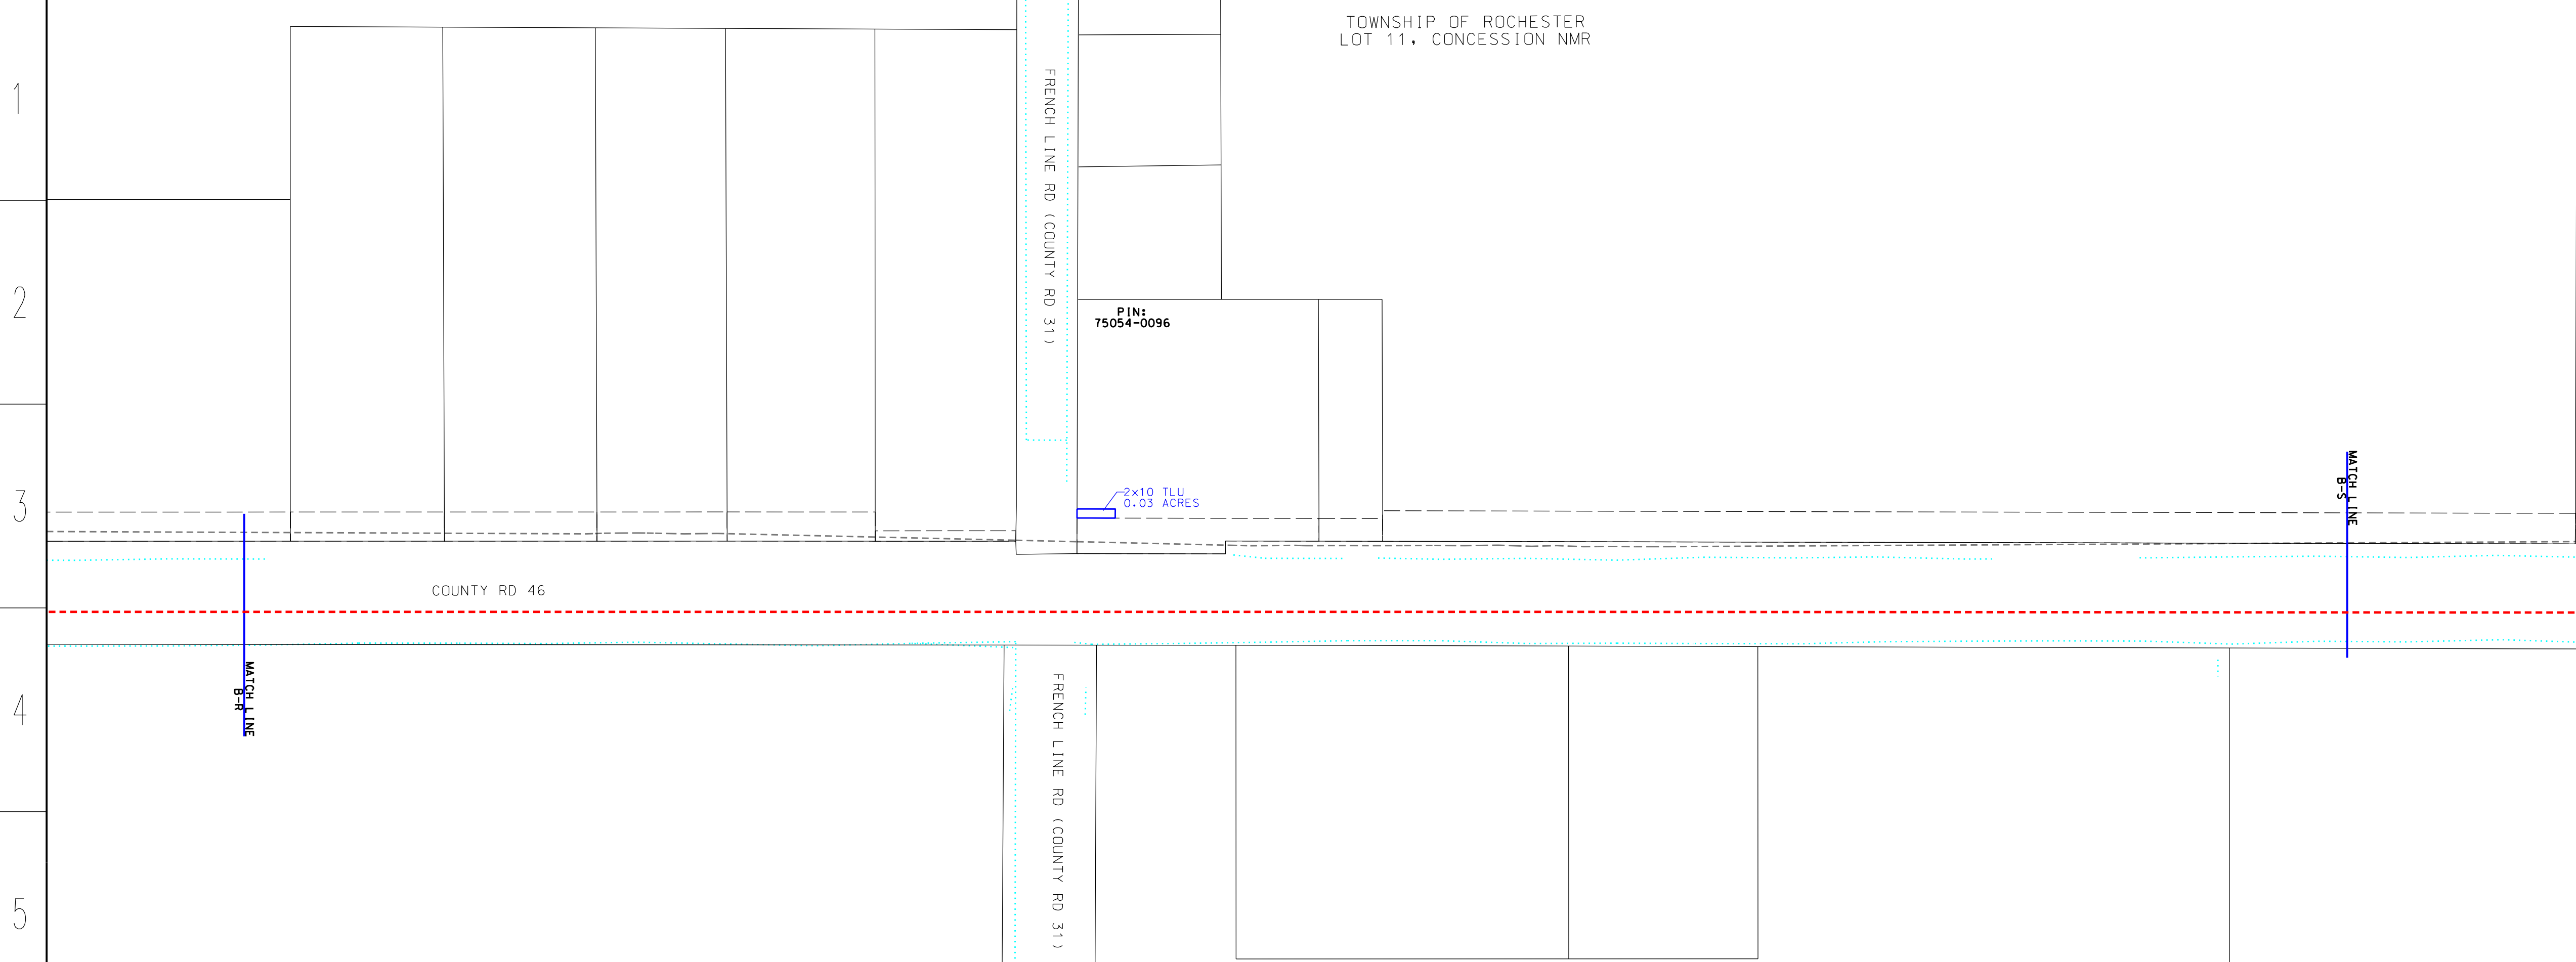 TOWNSHIP OF ROCHESTER
LOT 11, CONCESSION NMR
1
2
3
4
5
FRENCH LINE RD (COUNTY RD 31)
PIN:
75054-0096
2x10 TLU
0.03 ACRES
MATCH LINE
B-S
COUNTY RD 46
MATCH LINE
B-R
FRENCH LINE RD (COUNTY RD 31)